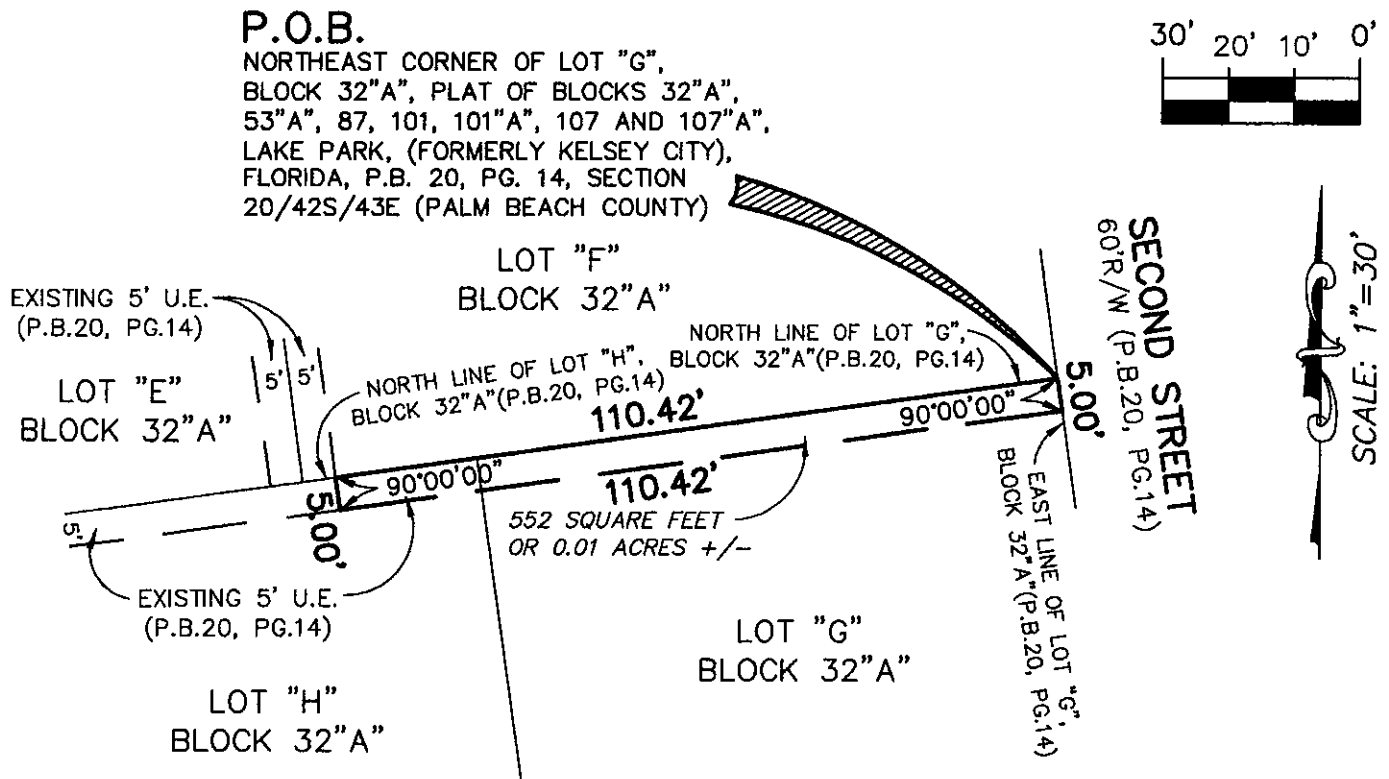 P.O.B.
NORTHEAST CORNER OF LOT "G",
BLOCK 32"A", PLAT OF BLOCKS 32"A",
53"A", 87, 101, 101"A", 107 AND 107"A",
LAKE PARK, (FORMERLY KELSEY CITY),
FLORIDA, P.B. 20, PG. 14, SECTION
20/42S/43E (PALM BEACH COUNTY)
30' 20' 10' 0'
SCALE: 1"=30'
SECOND STREET
60'R/W (P.B.20, PG.14)
LOT "F"
BLOCK 32"A"
EXISTING 5' U.E.
(P.B.20, PG.14)
5' 5'
LOT "E"
BLOCK 32"A"
NORTH LINE OF LOT "H",
BLOCK 32"A"(P.B.20, PG.14)
NORTH LINE OF LOT "G",
BLOCK 32"A"(P.B.20, PG.14)
110.42'
90°00'00"
5.00'
90°00'00"
110.42'
5.00'
5'
552 SQUARE FEET
OR 0.01 ACRES +/-
EAST LINE OF LOT "G",
BLOCK 32"A"(P.B.20, PG.14)
EXISTING 5' U.E.
(P.B.20, PG.14)
LOT "G"
BLOCK 32"A"
LOT "H"
BLOCK 32"A"